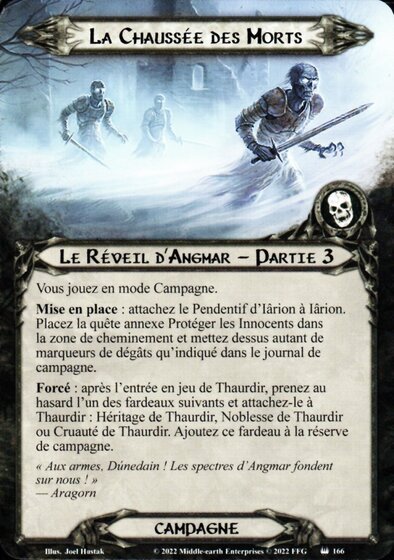 La Chaussée des Morts
Le Réveil d'Angmar – Partie 3
Vous jouez en mode Campagne.
Mise en place : attachez le Pendentif d'Iârion à Iârion.
Placez la quête annexe Protéger les Innocents dans
la zone de cheminement et mettez dessus autant de
marqueurs de dégâts qu'indiqué dans le journal de
campagne.
Forcé : après l'entrée en jeu de Thaurdir, prenez au
hasard l'un des fardeaux suivants et attachez-le à
Thaurdir : Héritage de Thaurdir, Noblesse de Thaurdir
ou Cruauté de Thaurdir. Ajoutez ce fardeau à la réserve
de campagne.
« Aux armes, Dúnedain ! Les spectres d'Angmar fondent
sur nous ! »
— Aragorn
CAMPAGNE
Illus. Joel Hustak © 2022 Middle-earth Enterprises © 2022 FFG 166